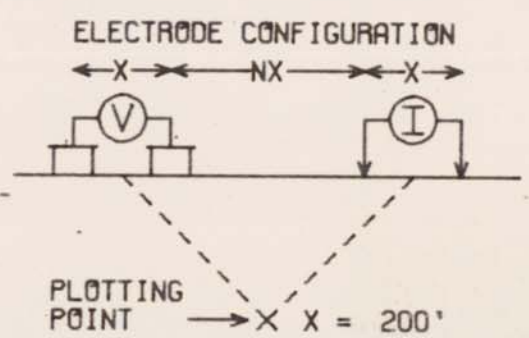 ELECTRODE CONFIGURATION
X NX X
V I
PLOTTING
POINT X X = 200'